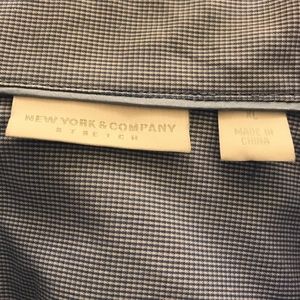 NEW YORK & COMPANY
STRETCH
XL
MADE IN
CHINA